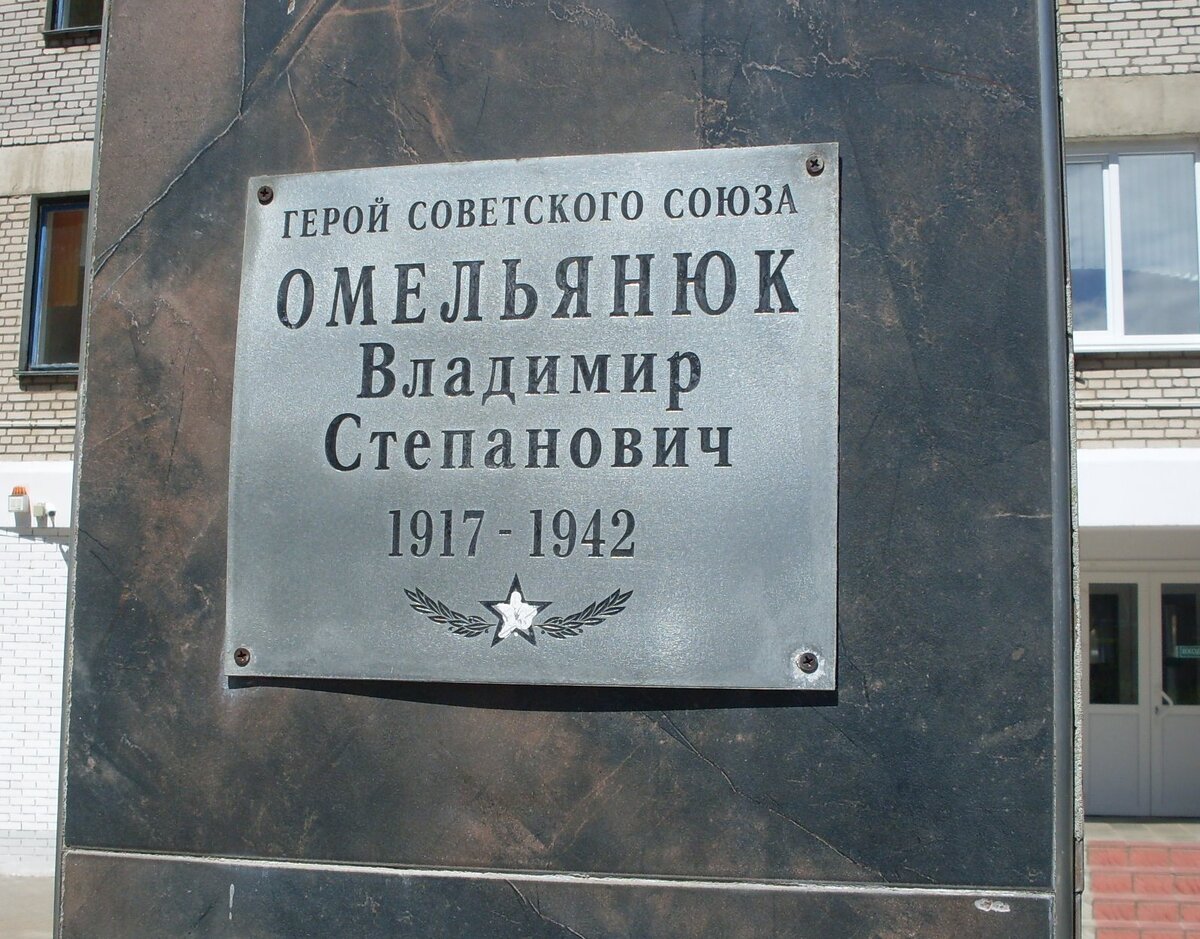 ГЕРОЙ СОВЕТСКОГО СОЮЗА
ОМЕЛЬЯНЮК
Владимир
Степанович
1917 - 1942